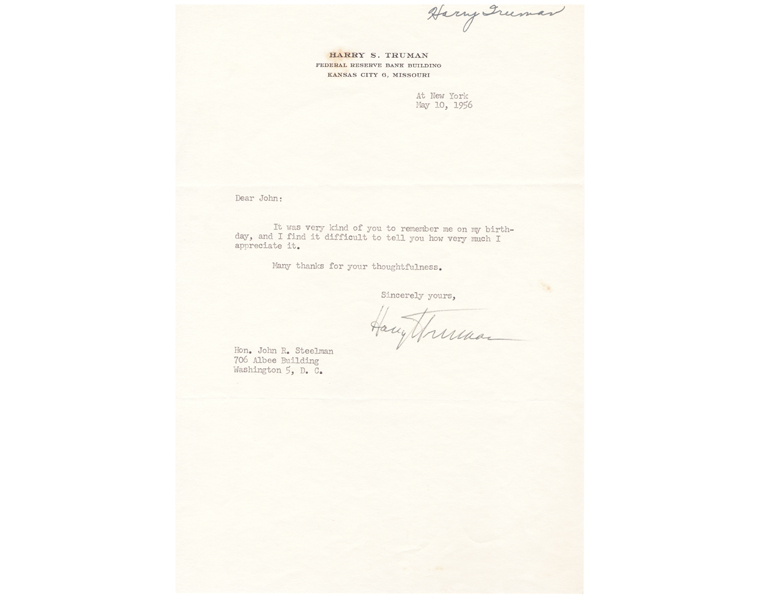 Harry Truman
HARRY S. TRUMAN
FEDERAL RESERVE BANK BUILDING
KANSAS CITY 6, MISSOURI
At New York
May 10, 1956
Dear John:
It was very kind of you to remember me on my birth-
day, and I find it difficult to tell you how very much I
appreciate it.
Many thanks for your thoughtfulness.
Sincerely yours,
Harry Truman
Hon. John R. Steelman
706 Albee Building
Washington 5, D. C.